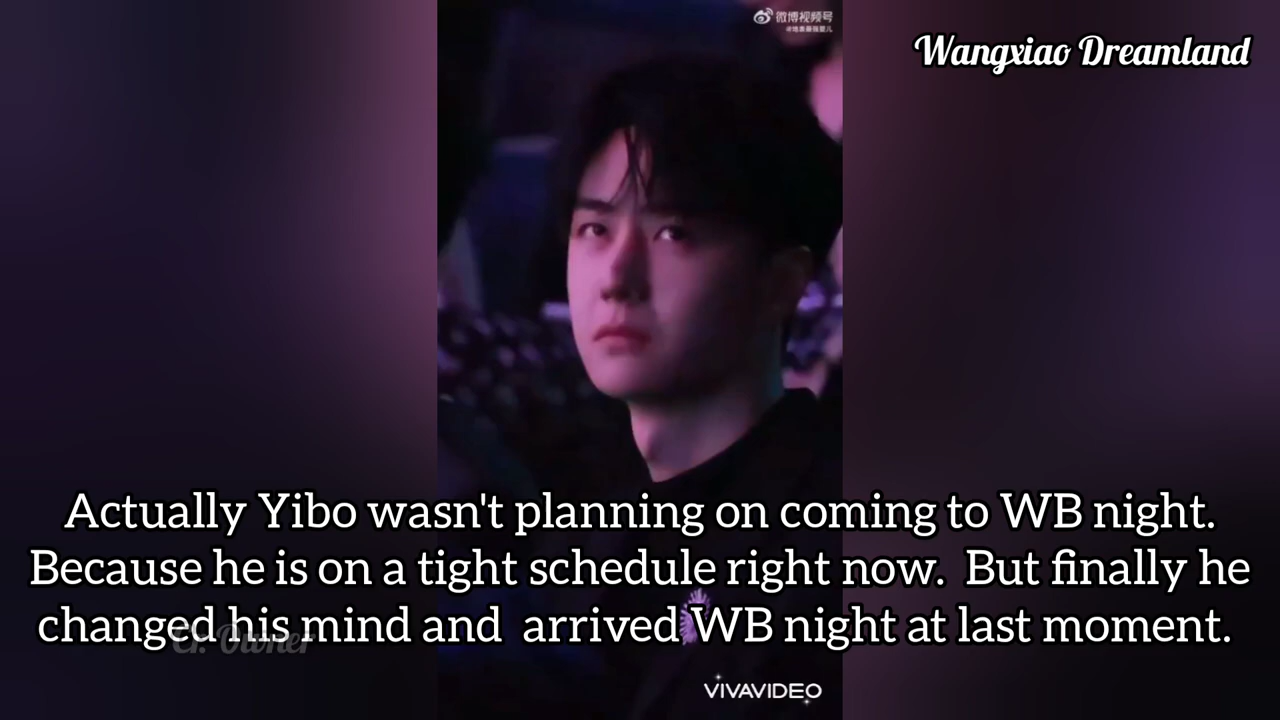 微博视频号
Wangxiao Dreamland
Actually Yibo wasn't planning on coming to WB night.
Because he is on a tight schedule right now. But finally he
changed his mind and arrived WB night at last moment.
Cr. Owner
VIVAVIDEO